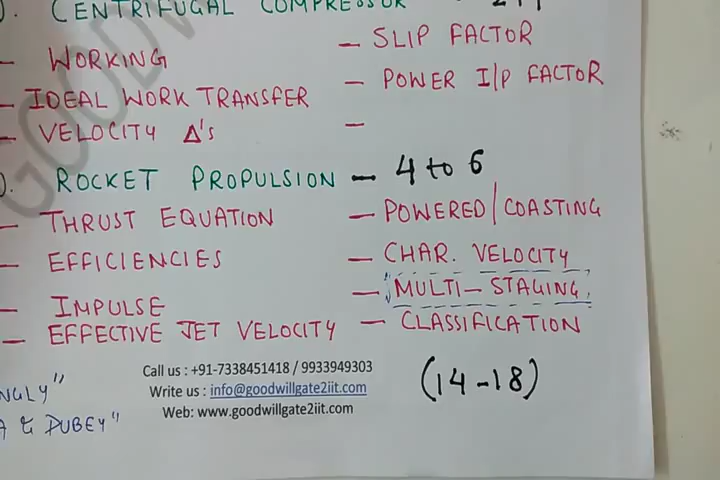 ). CENTRIFUGAL COMPRESSOR
– WORKING
– IDEAL WORK TRANSFER
– VELOCITY Δ's
– SLIP FACTOR
– POWER I/P FACTOR
–
). ROCKET PROPULSION – 4 to 6
– THRUST EQUATION
– EFFICIENCIES
– IMPULSE
– EFFECTIVE JET VELOCITY
– POWERED/COASTING
– CHAR. VELOCITY
– MULTI-STAGING
– CLASSIFICATION
(14-18)
NGLY"
A & DUBEY"
Call us : +91-7338451418 / 9933949303
Write us : info@goodwillgate2iit.com
Web: www.goodwillgate2iit.com
GOODW